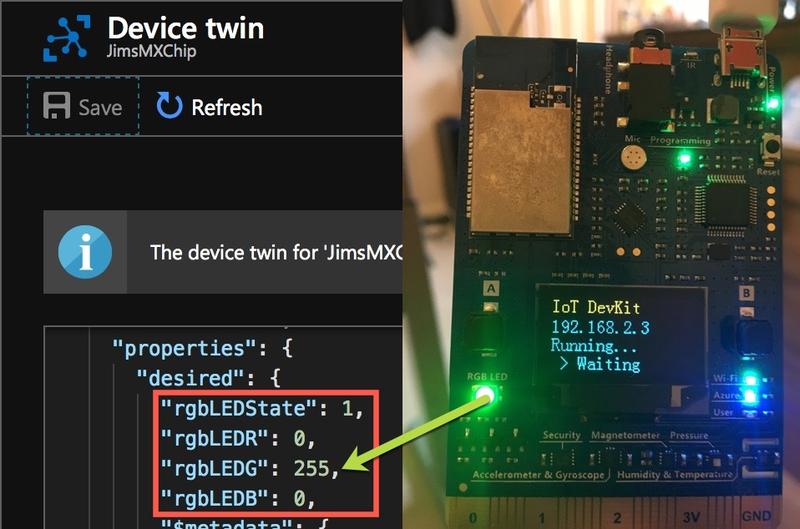 Device twin
JimsMXChip
Save
Refresh
The device twin for 'JimsMXC
"properties": {
"desired": {
"rgbLEDState": 1,
"rgbLEDR": 0,
"rgbLEDG": 255,
"rgbLEDB": 0,
"$metadata": {
Headphone
IR
Power
Mic
Programming
Reset
A
B
IoT DevKit
192.168.2.3
Running...
> Waiting
RGB LED
Wi-Fi
Azure
User
Security
Magnetometer
Pressure
Accelerometer & Gyroscope
Humidity & Temperature
0
1
2
3V
GND